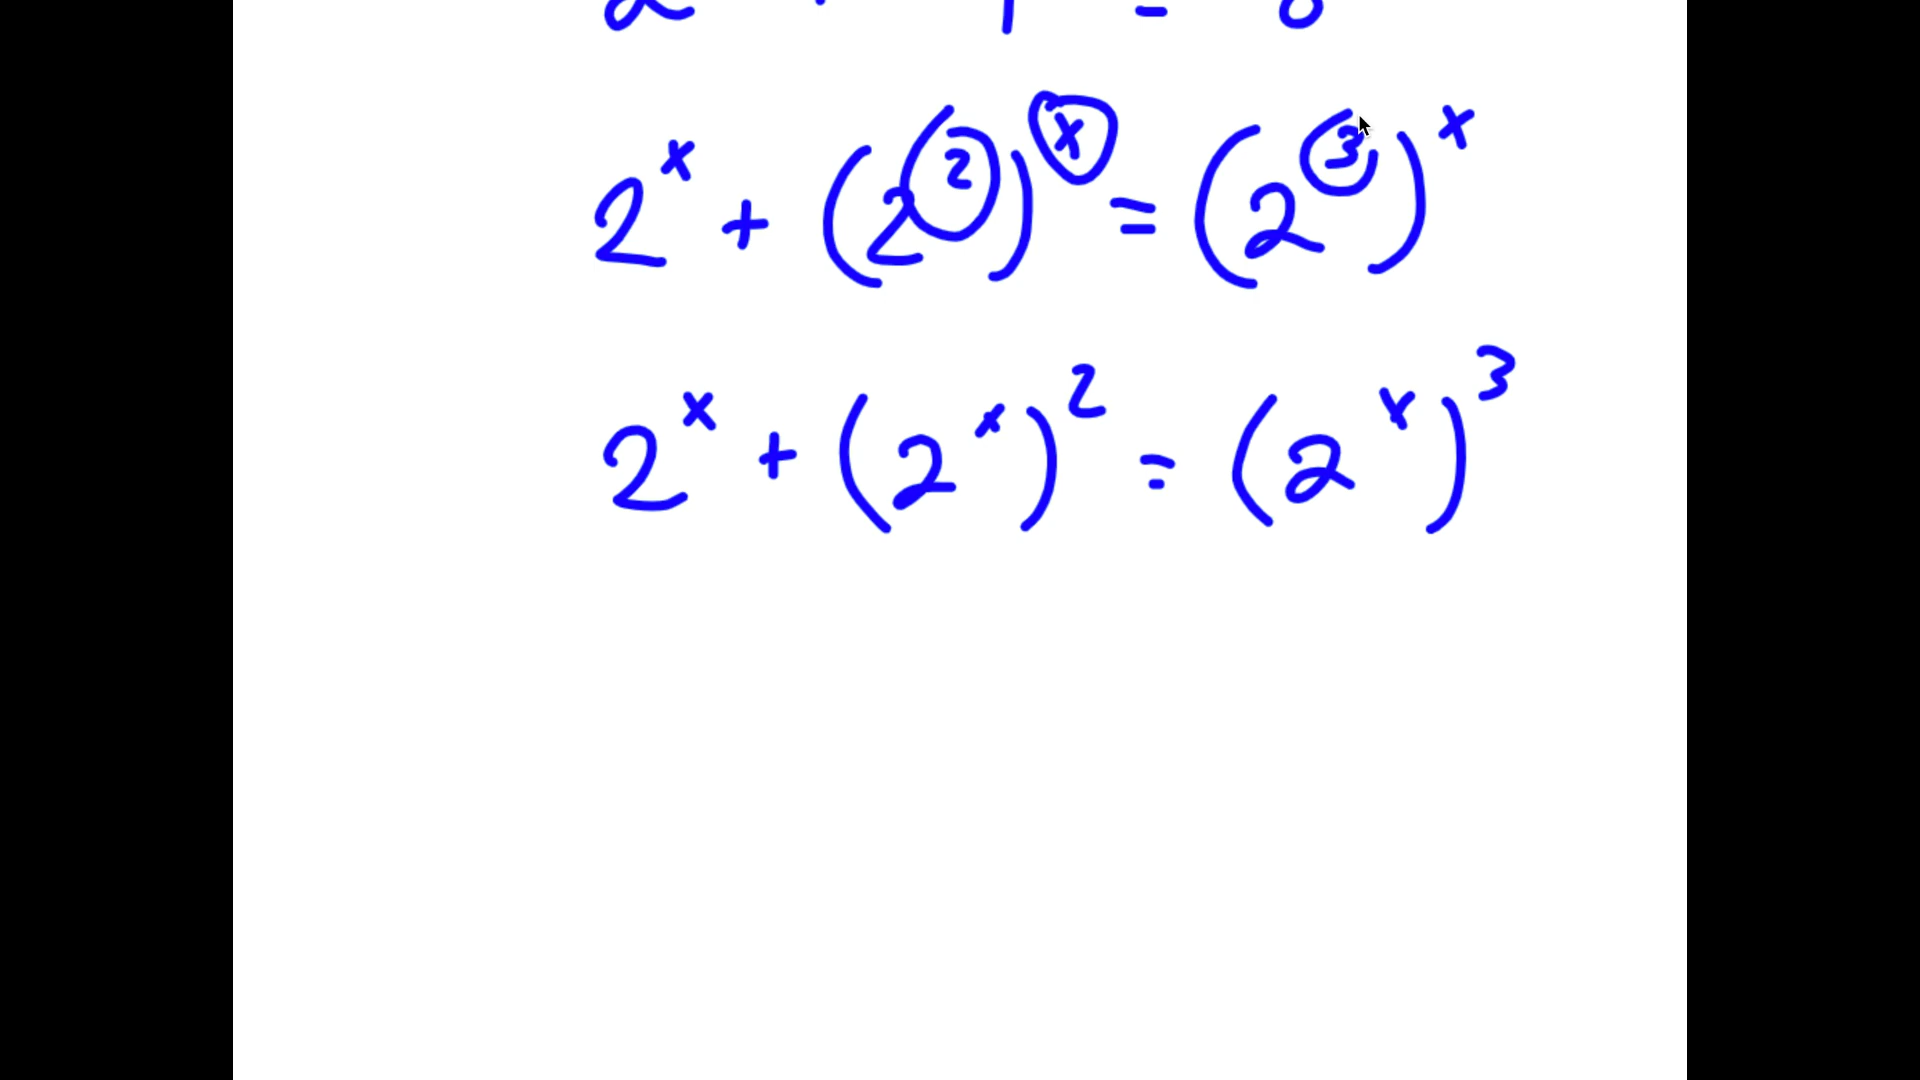 2^x + (2^2)^x = (2^3)^x
2^x + (2^x)^2 = (2^x)^3